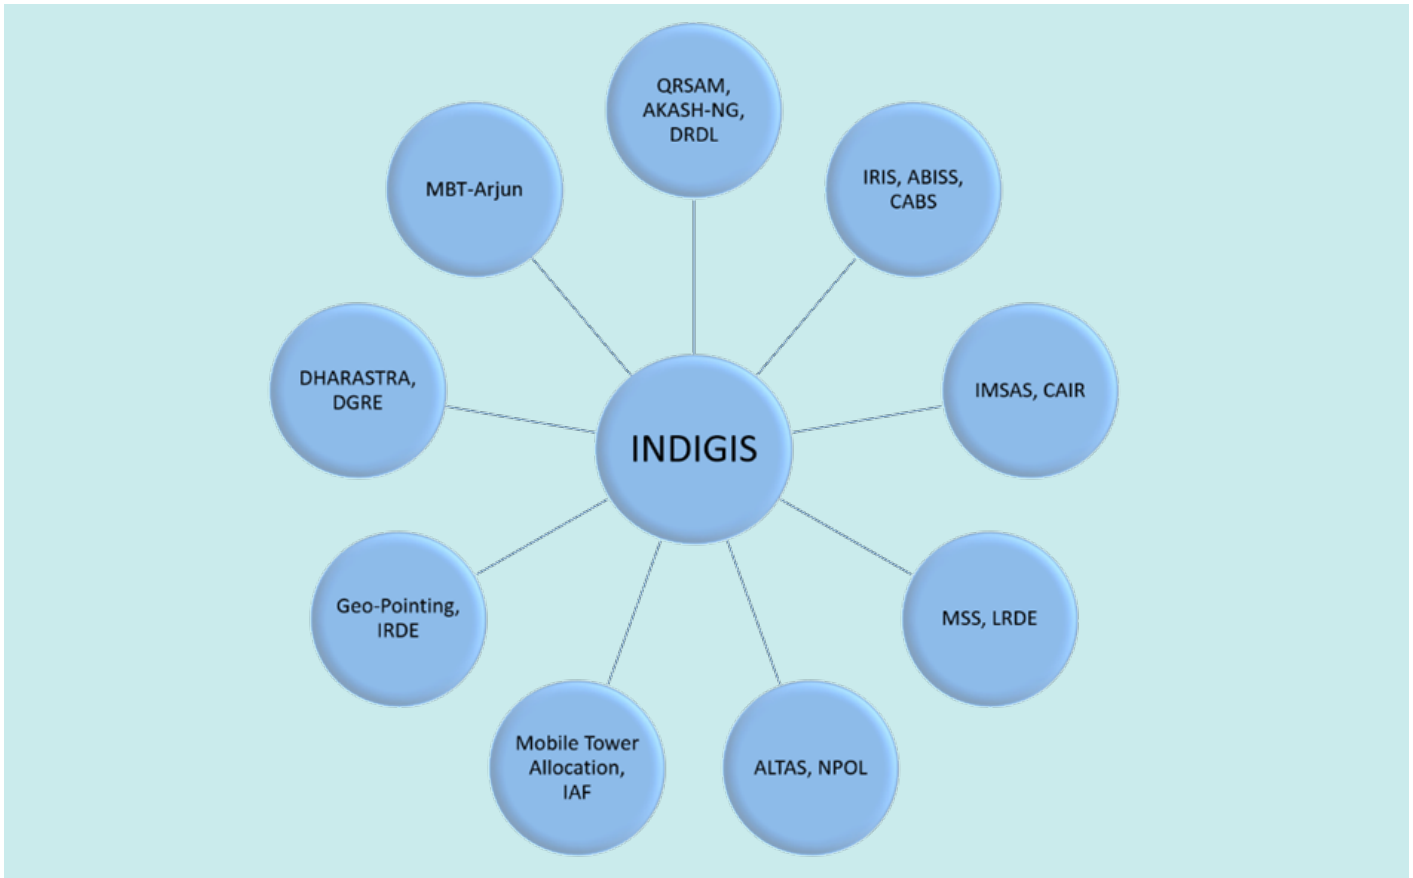 QRSAM,
AKASH-NG,
DRDL
IRIS, ABISS,
CABS
MBT-Arjun
DHARASTRA,
DGRE
IMSAS, CAIR
INDIGIS
Geo-Pointing,
IRDE
MSS, LRDE
Mobile Tower
Allocation,
IAF
ALTAS, NPOL